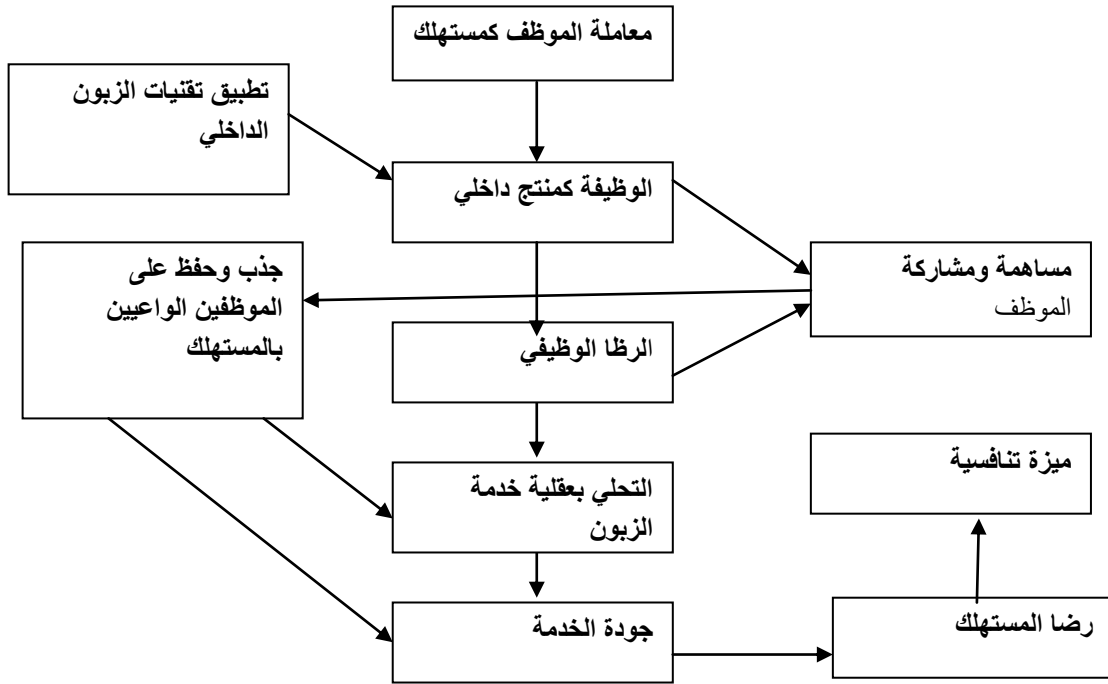 معاملة الموظف كمستهلك
تطبيق تقنيات الزبون
الداخلي
الوظيفة كمنتج داخلي
جذب وحفظ على
الموظفين الواعيين
بالمستهلك
مساهمة ومشاركة
الموظف
الرظا الوظيفي
ميزة تنافسية
التحلي بعقلية خدمة
الزبون
جودة الخدمة
رضا المستهلك